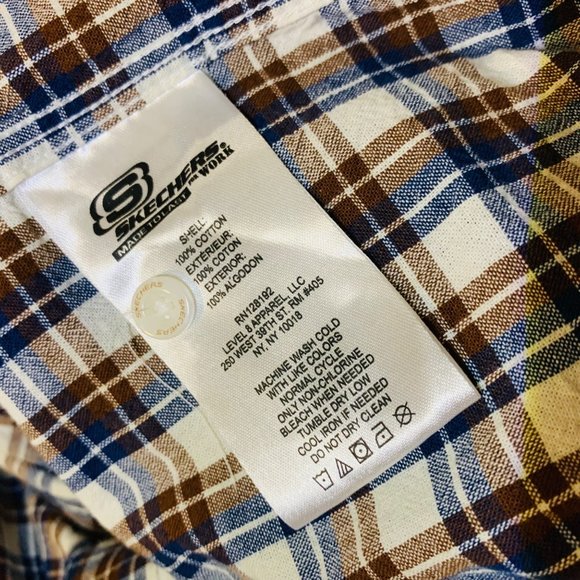 S
SKECHERS®
WORK
MADE TO LAST
SHELL:
100% COTTON
EXTÉRIEUR:
100% COTON
EXTERIOR:
100% ALGODON
SKECHERS
SKECHERS
RN128192
LEVEL 8 APPAREL LLC
250 WEST 39TH ST. RM #405
NY, NY 10018
MACHINE WASH COLD
WITH LIKE COLORS
NORMAL CYCLE
ONLY NON-CHLORINE
BLEACH WHEN NEEDED
TUMBLE DRY LOW
COOL IRON IF NEEDED
DO NOT DRY CLEAN